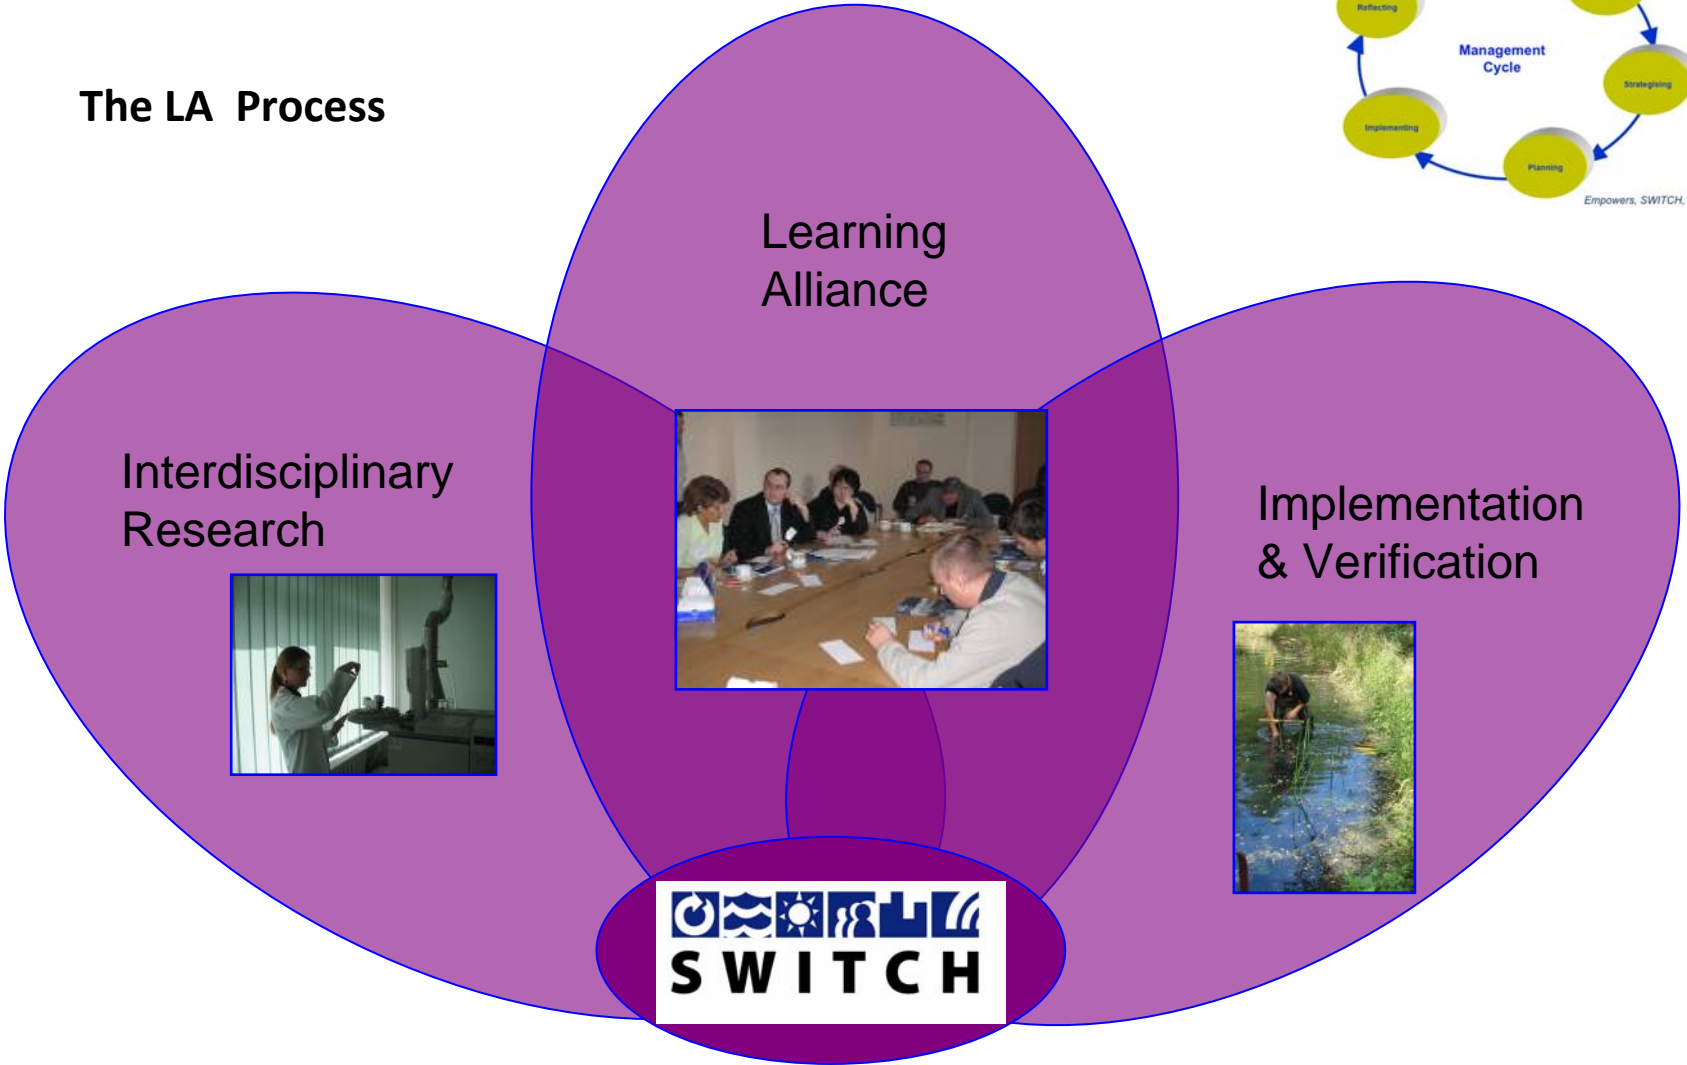 The LA  Process
Reflecting
Management
Cycle
Strategising
Implementing
Planning
Empowers, SWITCH,
Learning
Alliance
Interdisciplinary
Research
Implementation
& Verification
SWITCH